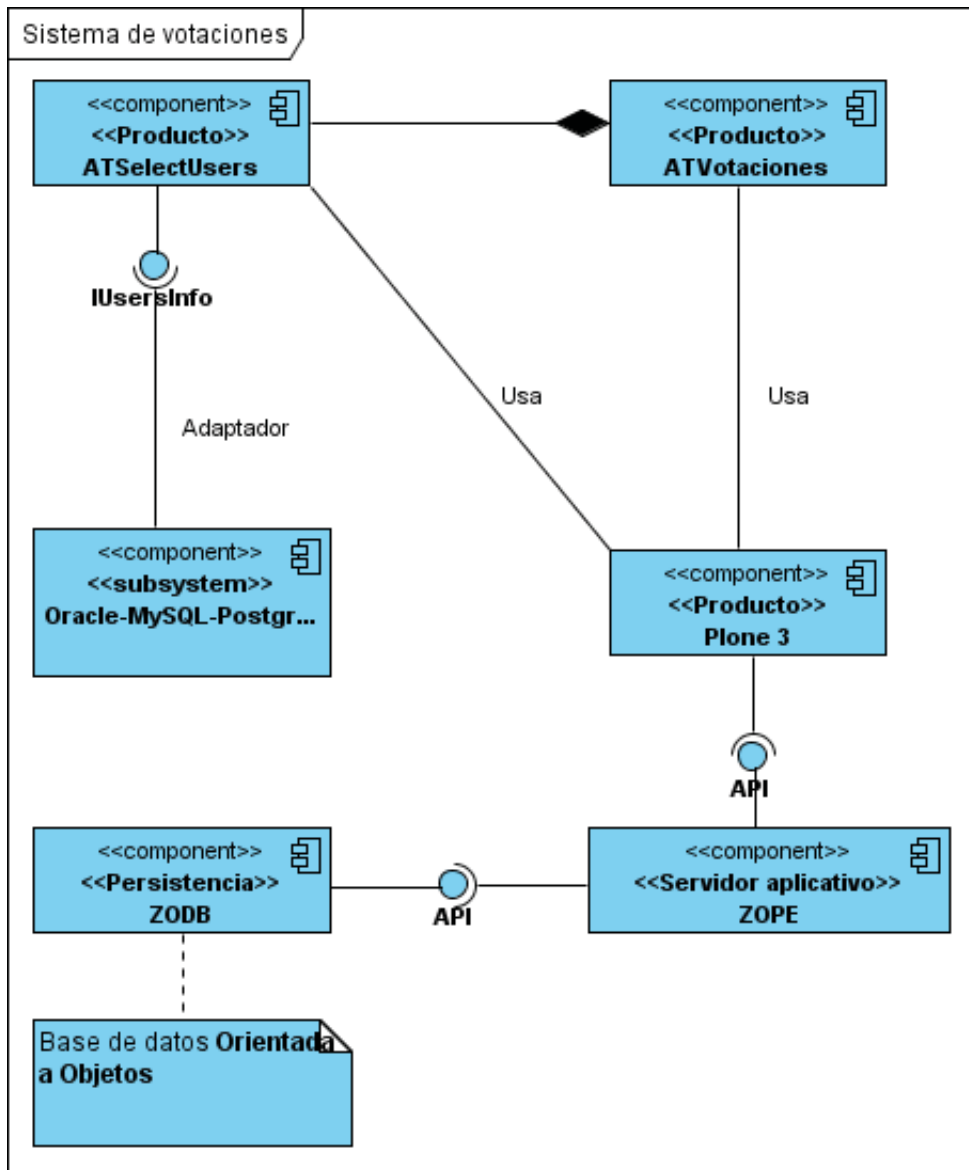 Sistema de votaciones
<<component>>
<<Producto>>
ATSelectUsers
<<component>>
<<Producto>>
ATVotaciones
IUsersInfo
Usa
Usa
Adaptador
<<component>>
<<subsystem>>
Oracle-MySQL-Postgr...
<<component>>
<<Producto>>
Plone 3
API
<<component>>
<<Persistencia>>
ZODB
API
<<component>>
<<Servidor aplicativo>>
ZOPE
Base de datos Orientada
a Objetos